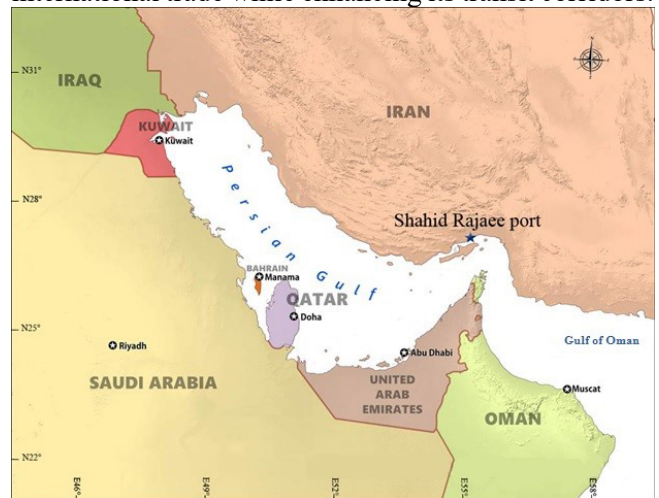 international trade while enhancing its transit corridors.
N31°
IRAQ
IRAN
KUWAIT
Kuwait
N28°
Persian Gulf
Shahid Rajaee port
BAHRAIN
Manama
QATAR
Doha
N25°
Gulf of Oman
Riyadh
Abu Dhabi
SAUDI ARABIA
UNITED
ARAB
EMIRATES
Muscat
OMAN
N22°
E46°
E49°
E52°
E55°
E58°